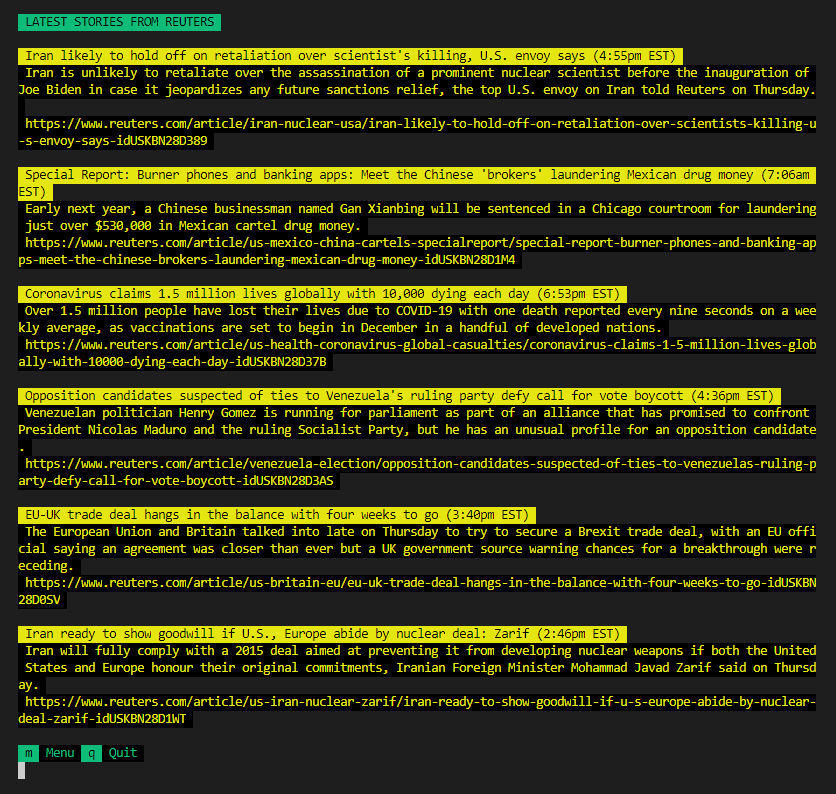 LATEST STORIES FROM REUTERS
Iran likely to hold off on retaliation over scientist's killing, U.S. envoy says (4:55pm EST)
Iran is unlikely to retaliate over the assassination of a prominent nuclear scientist before the inauguration of
Joe Biden in case it jeopardizes any future sanctions relief, the top U.S. envoy on Iran told Reuters on Thursday.
https://www.reuters.com/article/iran-nuclear-usa/iran-likely-to-hold-off-on-retaliation-over-scientists-killing-u
-s-envoy-says-idUSKBN28D389
Special Report: Burner phones and banking apps: Meet the Chinese 'brokers' laundering Mexican drug money (7:06am
EST)
Early next year, a Chinese businessman named Gan Xianbing will be sentenced in a Chicago courtroom for laundering
just over $530,000 in Mexican cartel drug money.
https://www.reuters.com/article/us-mexico-china-cartels-specialreport/special-report-burner-phones-and-banking-ap
ps-meet-the-chinese-brokers-laundering-mexican-drug-money-idUSKBN28D1M4
Coronavirus claims 1.5 million lives globally with 10,000 dying each day (6:53pm EST)
Over 1.5 million people have lost their lives due to COVID-19 with one death reported every nine seconds on a wee
kly average, as vaccinations are set to begin in December in a handful of developed nations.
https://www.reuters.com/article/us-health-coronavirus-global-casualties/coronavirus-claims-1-5-million-lives-glob
ally-with-10000-dying-each-day-idUSKBN28D37B
Opposition candidates suspected of ties to Venezuela's ruling party defy call for vote boycott (4:36pm EST)
Venezuelan politician Henry Gomez is running for parliament as part of an alliance that has promised to confront
President Nicolas Maduro and the ruling Socialist Party, but he has an unusual profile for an opposition candidate
.
https://www.reuters.com/article/venezuela-election/opposition-candidates-suspected-of-ties-to-venezuelas-ruling-p
arty-defy-call-for-vote-boycott-idUSKBN28D3AS
EU-UK trade deal hangs in the balance with four weeks to go (3:40pm EST)
The European Union and Britain talked into late on Thursday to try to secure a Brexit trade deal, with an EU offi
cial saying an agreement was closer than ever but a UK government source warning chances for a breakthrough were r
eceding.
https://www.reuters.com/article/us-britain-eu/eu-uk-trade-deal-hangs-in-the-balance-with-four-weeks-to-go-idUSKBN
28D0SV
Iran ready to show goodwill if U.S., Europe abide by nuclear deal: Zarif (2:46pm EST)
Iran will fully comply with a 2015 deal aimed at preventing it from developing nuclear weapons if both the United
States and Europe honour their original commitments, Iranian Foreign Minister Mohammad Javad Zarif said on Thursd
ay.
https://www.reuters.com/article/us-iran-nuclear-zarif/iran-ready-to-show-goodwill-if-u-s-europe-abide-by-nuclear-
deal-zarif-idUSKBN28D1WT
m Menu q Quit